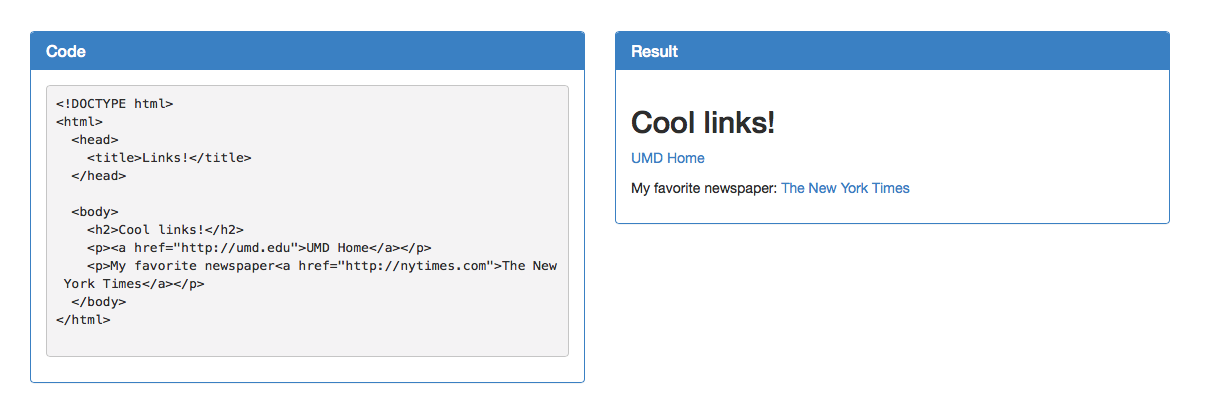 Code
<!DOCTYPE html>
<html>
  <head>
    <title>Links!</title>
  </head>

  <body>
    <h2>Cool links!</h2>
    <p><a href="http://umd.edu">UMD Home</a></p>
    <p>My favorite newspaper<a href="http://nytimes.com">The New
 York Times</a></p>
  </body>
</html>
Result
Cool links!
UMD Home
My favorite newspaper: The New York Times